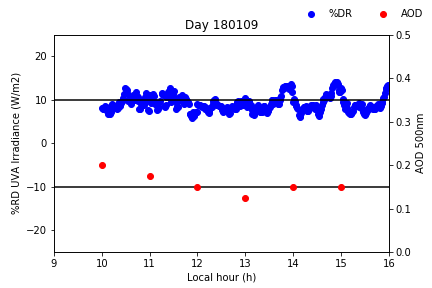 %DR AOD
Day 180109
20
10
0
−10
−20
%RD UVA Irradiance (W/m2)
0.5
0.4
0.3
0.2
0.1
0.0
AOD 500nm
9 10 11 12 13 14 15 16
Local hour (h)